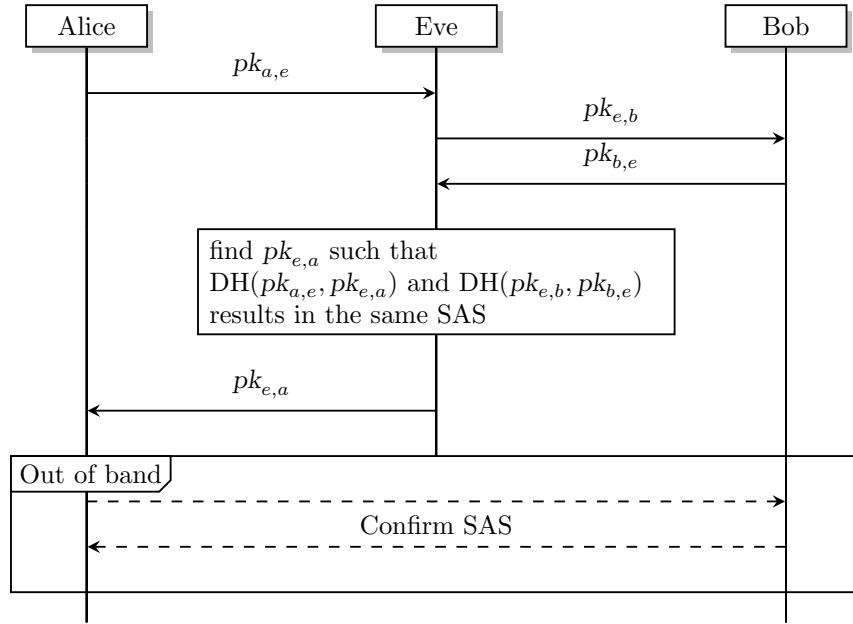 Alice Eve Bob
pk_{a,e}
pk_{e,b}
pk_{b,e}
find pk_{e,a} such that
DH(pk_{a,e}, pk_{e,a}) and DH(pk_{e,b}, pk_{b,e})
results in the same SAS
pk_{e,a}
Out of band
Confirm SAS